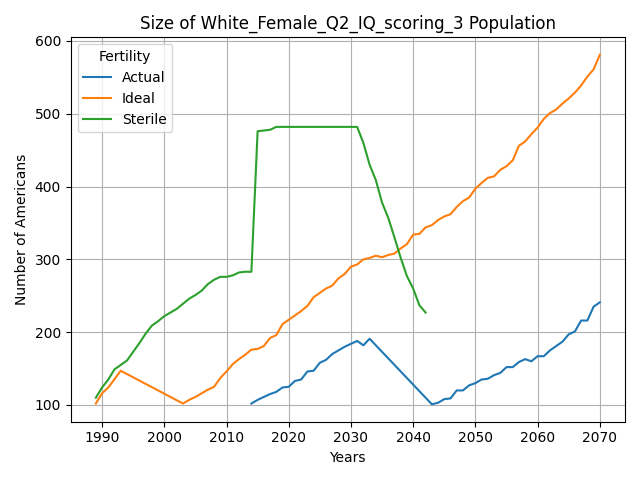 Size of White_Female_Q2_IQ_scoring_3 Population
Fertility
Actual
Ideal
Sterile
Number of Americans
600
500
400
300
200
100
1990 2000 2010 2020 2030 2040 2050 2060 2070
Years